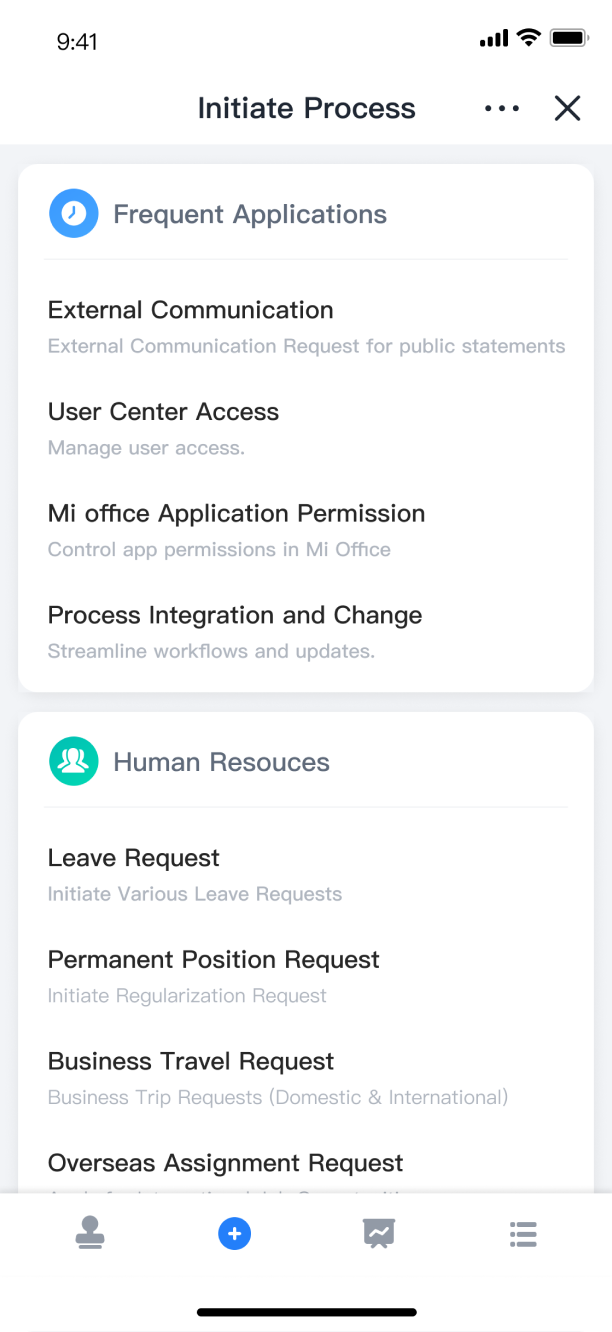 9:41
Initiate Process
Frequent Applications
External Communication
External Communication Request for public statements
User Center Access
Manage user access.
Mi office Application Permission
Control app permissions in Mi Office
Process Integration and Change
Streamline workflows and updates.
Human Resouces
Leave Request
Initiate Various Leave Requests
Permanent Position Request
Initiate Regularization Request
Business Travel Request
Business Trip Requests (Domestic & International)
Overseas Assignment Request